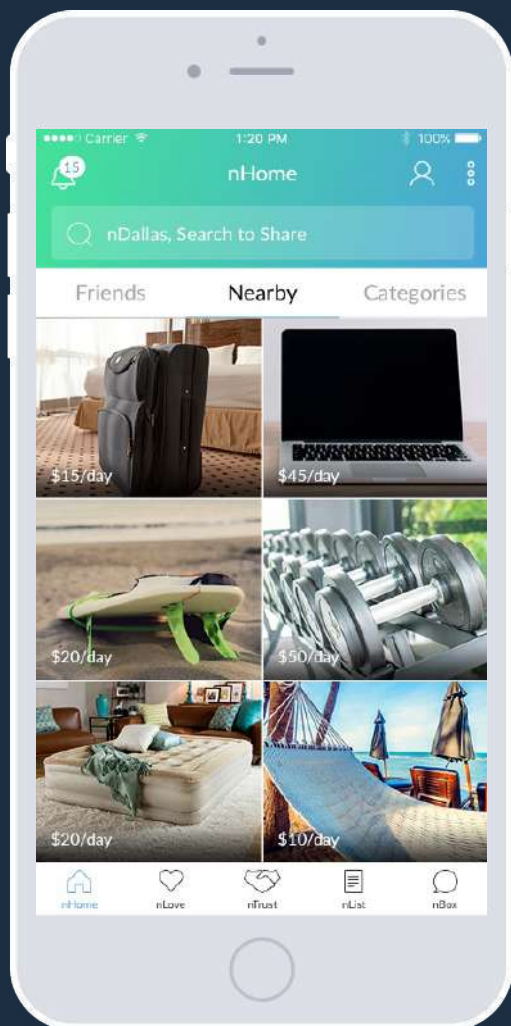 Carrier 1:20 PM 100%
15
nHome
nDallas, Search to Share
Friends Nearby Categories
$15/day $45/day
$20/day $50/day
$20/day $10/day
nHome nLove nTrust nList nBox